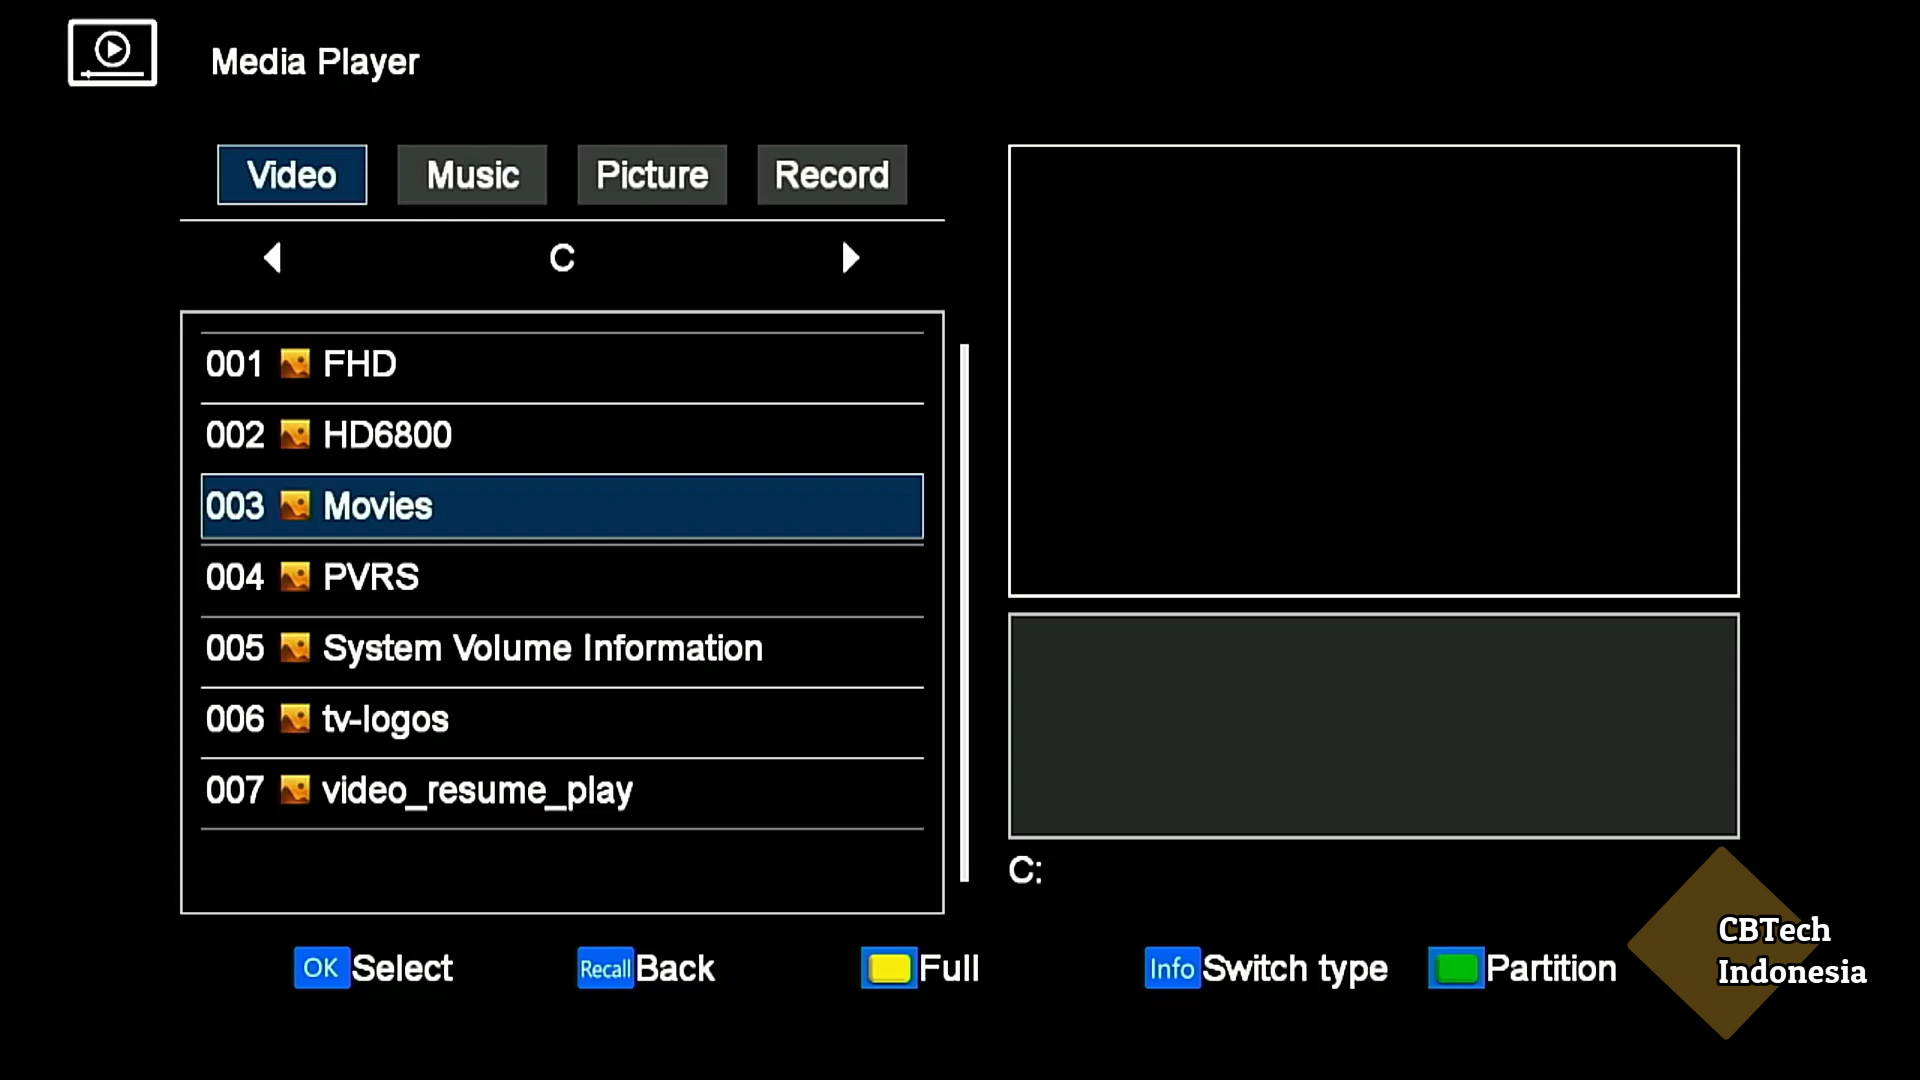 Media Player
Video Music Picture Record
C
001 FHD
002 HD6800
003 Movies
004 PVRS
005 System Volume Information
006 tv-logos
007 video_resume_play
C:
OK Select Recall Back Full Info Switch type Partition
CBTech
Indonesia